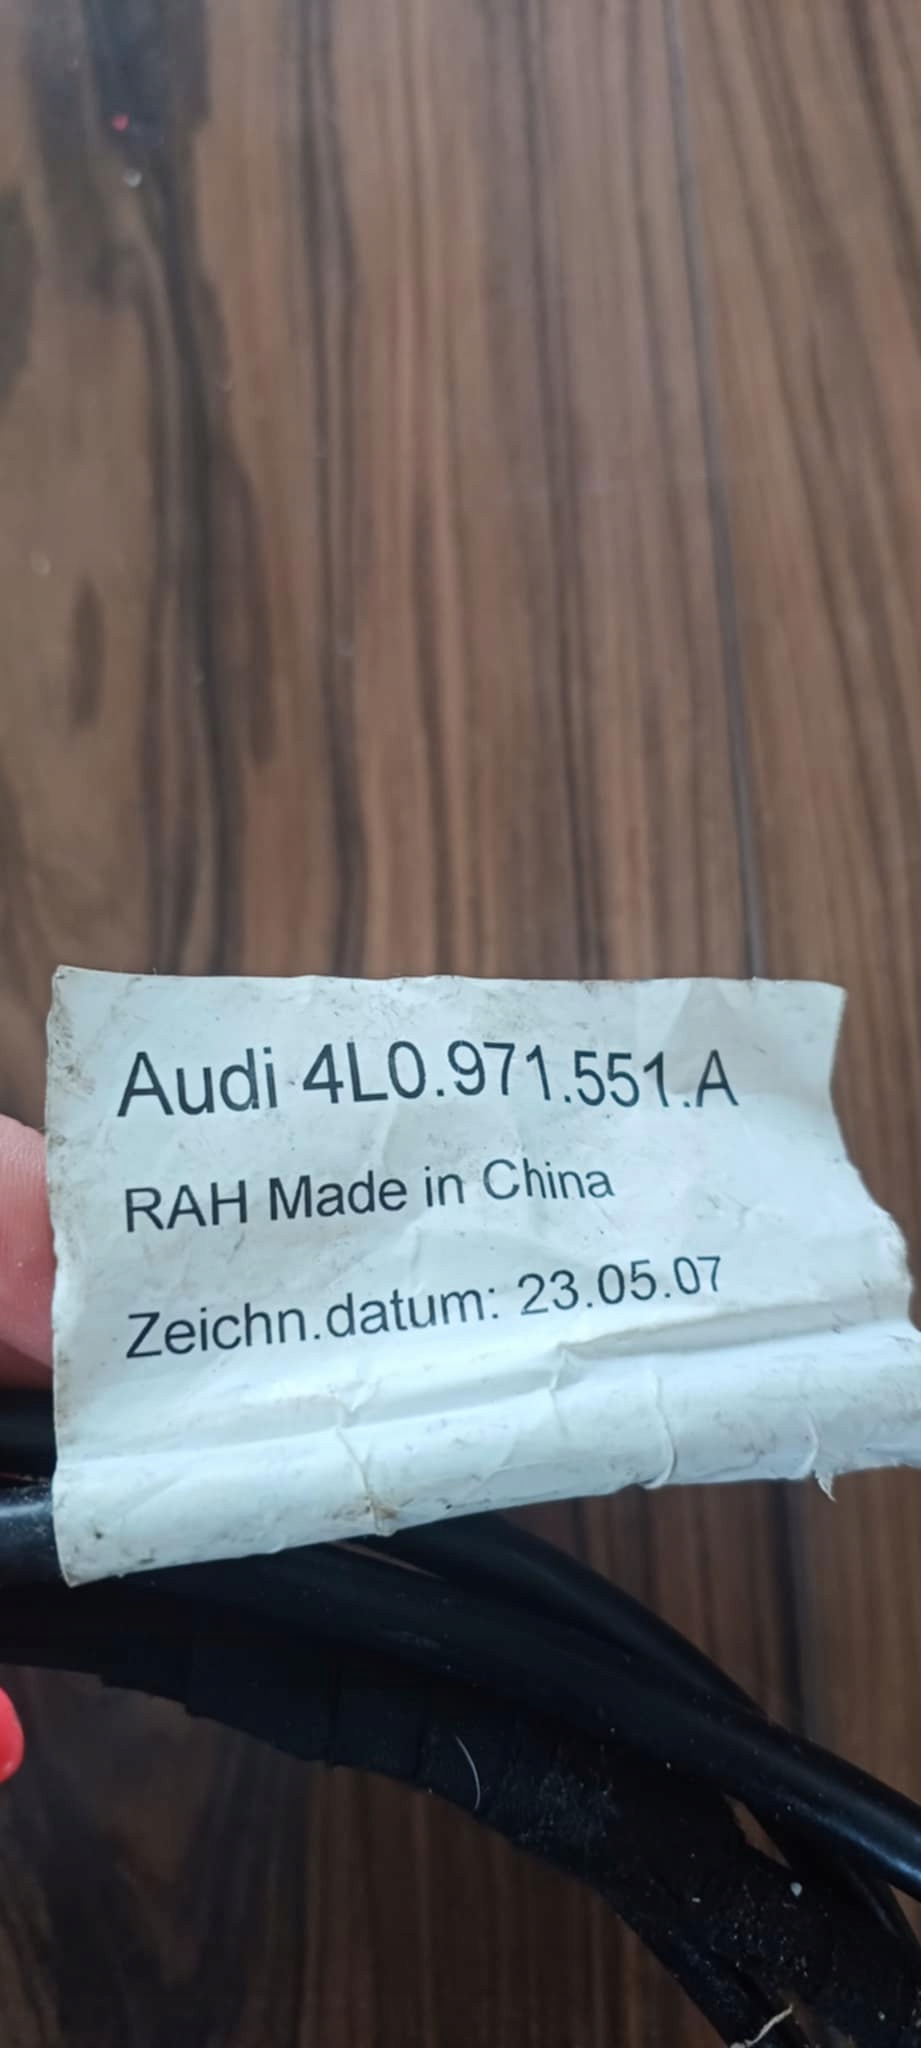 Audi 4L0.971.551.A
RAH Made in China
Zeichn.datum: 23.05.07